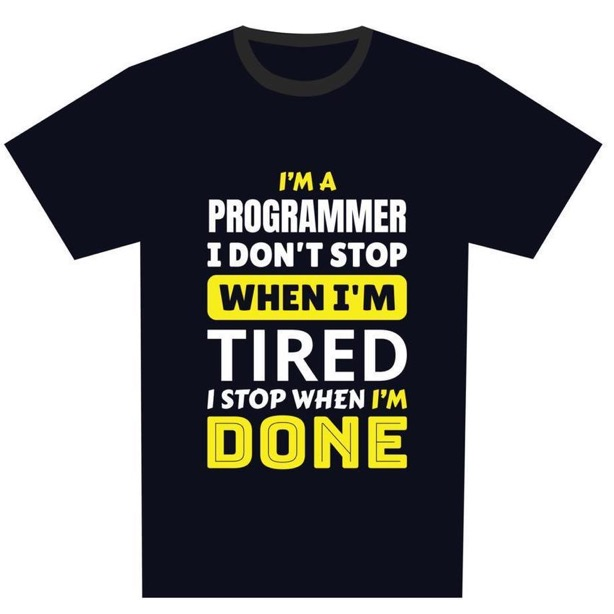 I'M A
PROGRAMMER
I DON'T STOP
WHEN I'M
TIRED
I STOP WHEN I'M
DONE